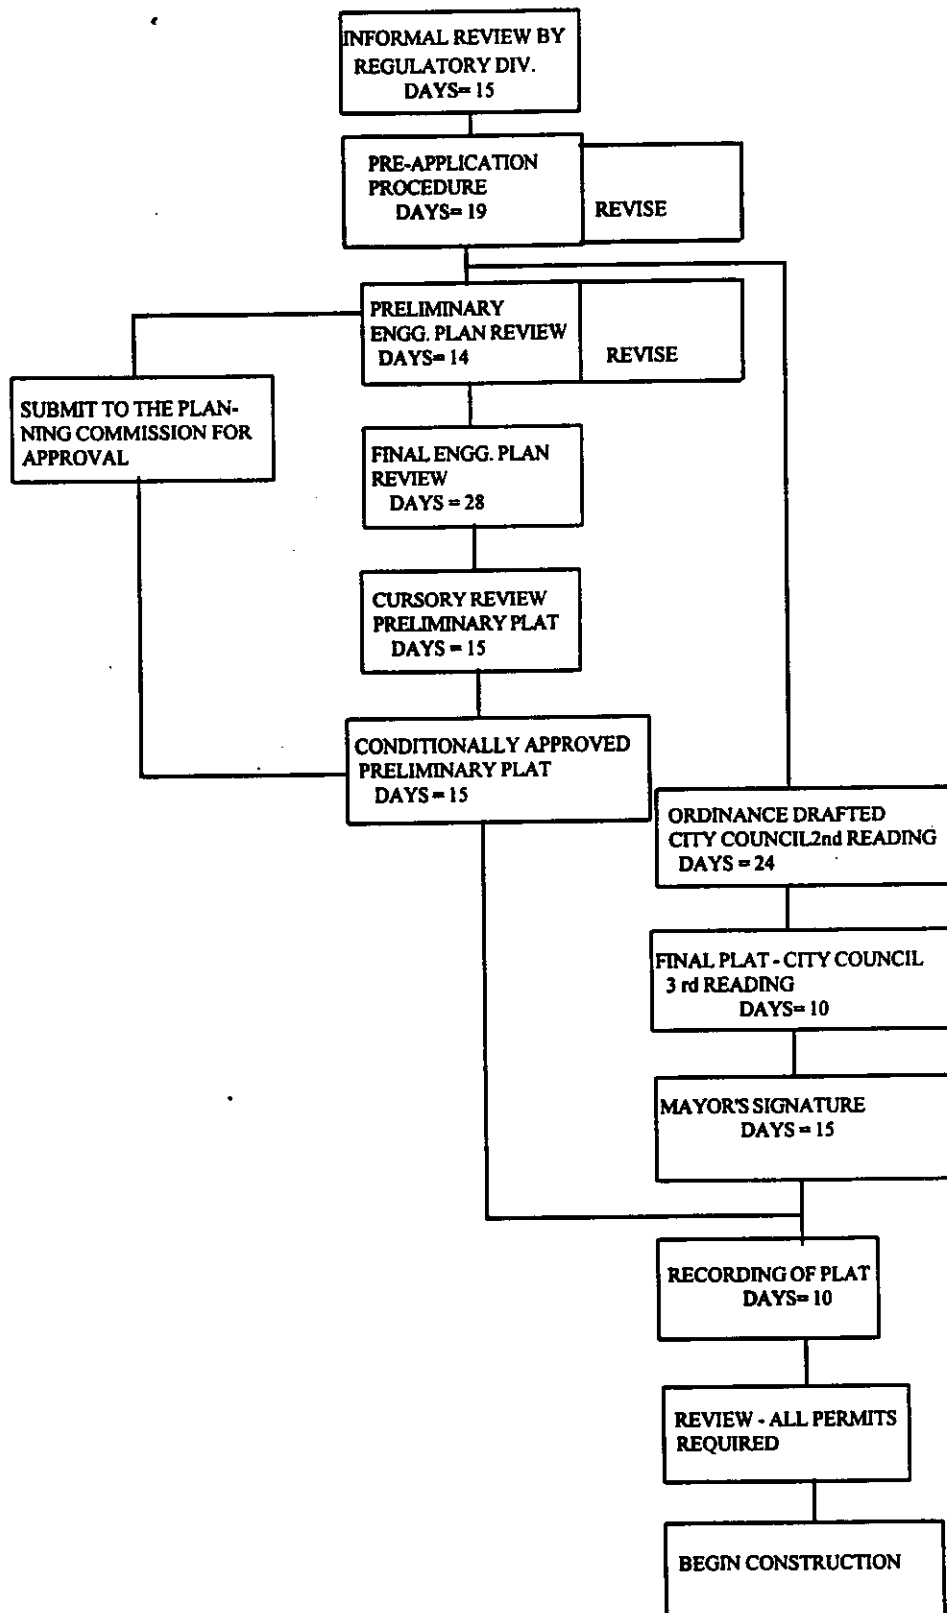 INFORMAL REVIEW BY
REGULATORY DIV.
DAYS= 15
PRE-APPLICATION
PROCEDURE
DAYS= 19
REVISE
PRELIMINARY
ENGG. PLAN REVIEW
DAYS= 14
REVISE
SUBMIT TO THE PLAN-
NING COMMISSION FOR
APPROVAL
FINAL ENGG. PLAN
REVIEW
DAYS = 28
CURSORY REVIEW
PRELIMINARY PLAT
DAYS = 15
CONDITIONALLY APPROVED
PRELIMINARY PLAT
DAYS = 15
ORDINANCE DRAFTED
CITY COUNCIL2nd READING
DAYS = 24
FINAL PLAT - CITY COUNCIL
3 rd READING
DAYS= 10
MAYOR'S SIGNATURE
DAYS = 15
RECORDING OF PLAT
DAYS= 10
REVIEW - ALL PERMITS
REQUIRED
BEGIN CONSTRUCTION